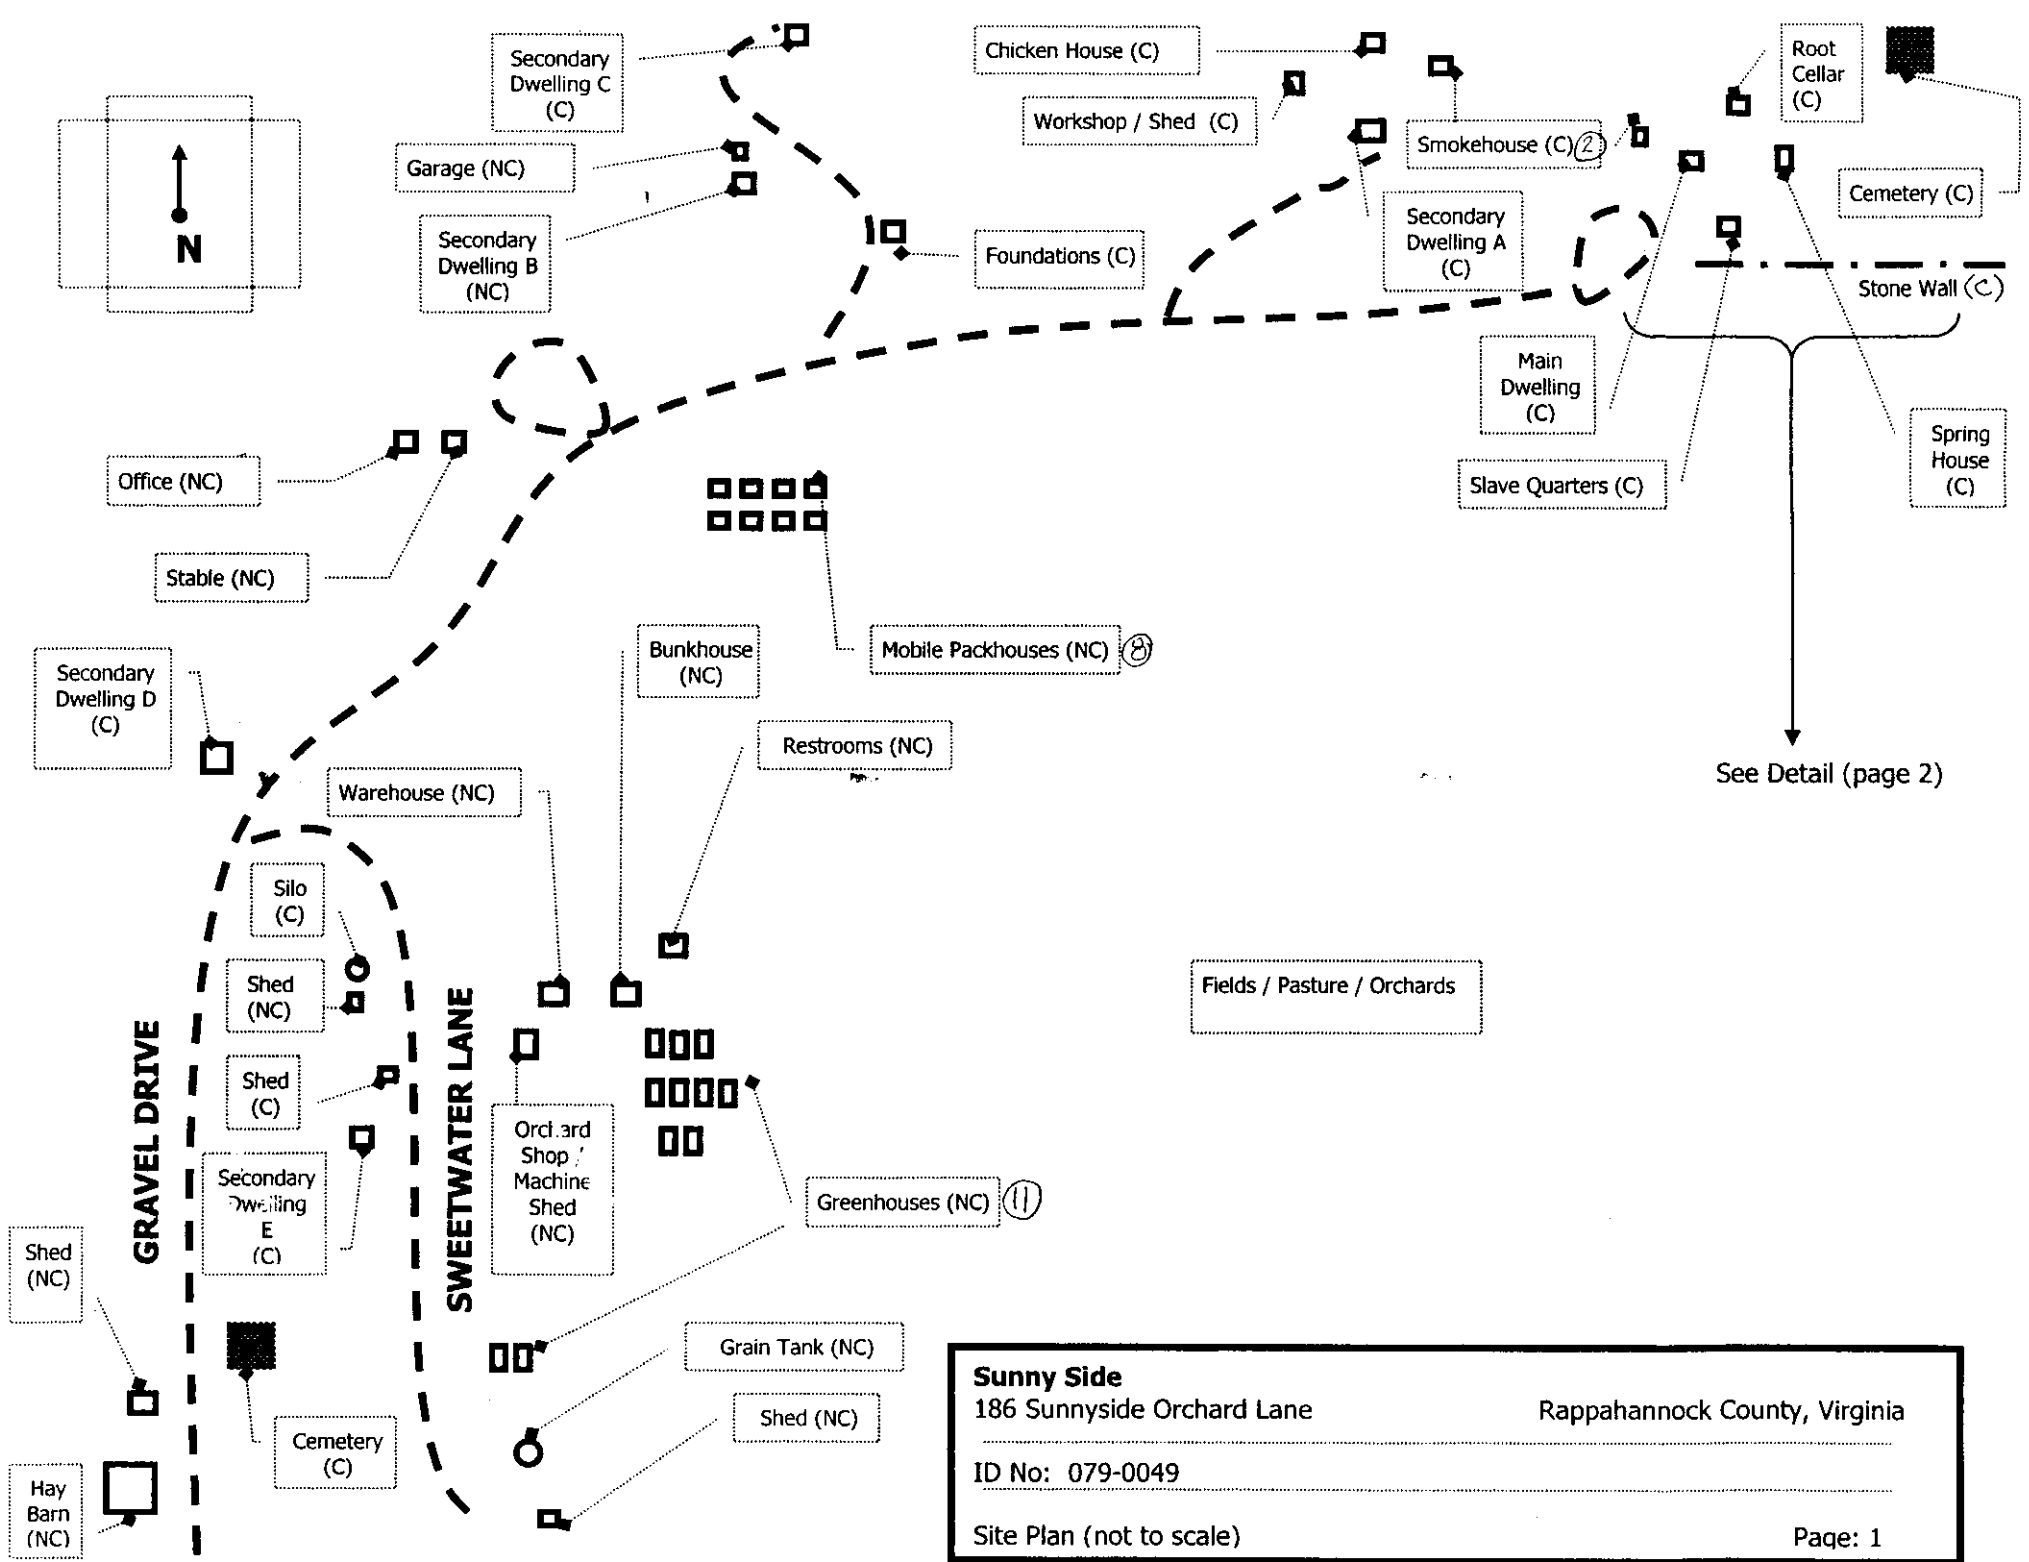 Secondary
Dwelling C
(C)
Chicken House (C)
Root
Cellar
(C)
Workshop / Shed (C)
Smokehouse (C) 2
Garage (NC)
Cemetery (C)
Secondary
Dwelling A
(C)
Secondary
Dwelling B
(NC)
N
Foundations (C)
Stone Wall (C)
Main
Dwelling
(C)
Spring
House
(C)
Office (NC)
Slave Quarters (C)
Stable (NC)
Bunkhouse
(NC)
Mobile Packhouses (NC) 8
Secondary
Dwelling D
(C)
Restrooms (NC)
See Detail (page 2)
Warehouse (NC)
Silo
(C)
Shed
(NC)
Fields / Pasture / Orchards
GRAVEL DRIVE
SWEETWATER LANE
Shed
(C)
Orchard
Shop /
Machine
Shed
(NC)
Secondary
Dwelling
E
(C)
Greenhouses (NC) 11
Shed
(NC)
Grain Tank (NC)
Shed (NC)
Cemetery
(C)
Hay
Barn
(NC)
Sunny Side
186 Sunnyside Orchard Lane Rappahannock County, Virginia
ID No: 079-0049
Site Plan (not to scale) Page: 1